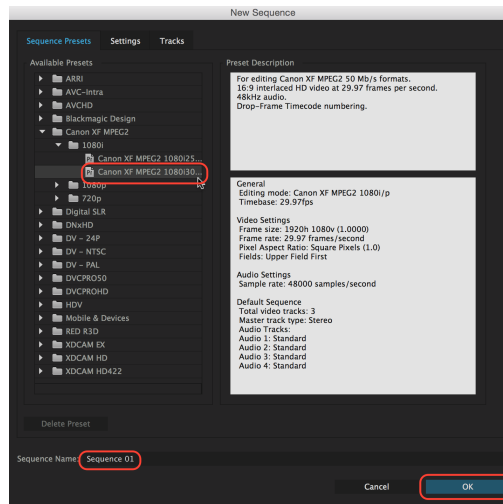 New Sequence
Sequence Presets Settings Tracks
Available Presets
ARRI
AVC-Intra
AVCHD
Blackmagic Design
Canon XF MPEG2
1080i
Canon XF MPEG2 1080i25...
Canon XF MPEG2 1080i30...
1080p
720p
Digital SLR
DNxHD
DV - 24P
DV - NTSC
DV - PAL
DVCPRO50
DVCPROHD
HDV
Mobile & Devices
RED R3D
XDCAM EX
XDCAM HD
XDCAM HD422
Delete Preset
Preset Description
For editing Canon XF MPEG2 50 Mb/s formats.
16:9 interlaced HD video at 29.97 frames per second.
48kHz audio.
Drop-Frame Timecode numbering.
General
Editing mode: Canon XF MPEG2 1080i/p
Timebase: 29.97fps
Video Settings
Frame size: 1920h 1080v (1.0000)
Frame rate: 29.97 frames/second
Pixel Aspect Ratio: Square Pixels (1.0)
Fields: Upper Field First
Audio Settings
Sample rate: 48000 samples/second
Default Sequence
Total video tracks: 3
Master track type: Stereo
Audio Tracks:
Audio 1: Standard
Audio 2: Standard
Audio 3: Standard
Audio 4: Standard
Sequence Name: Sequence 01
Cancel OK